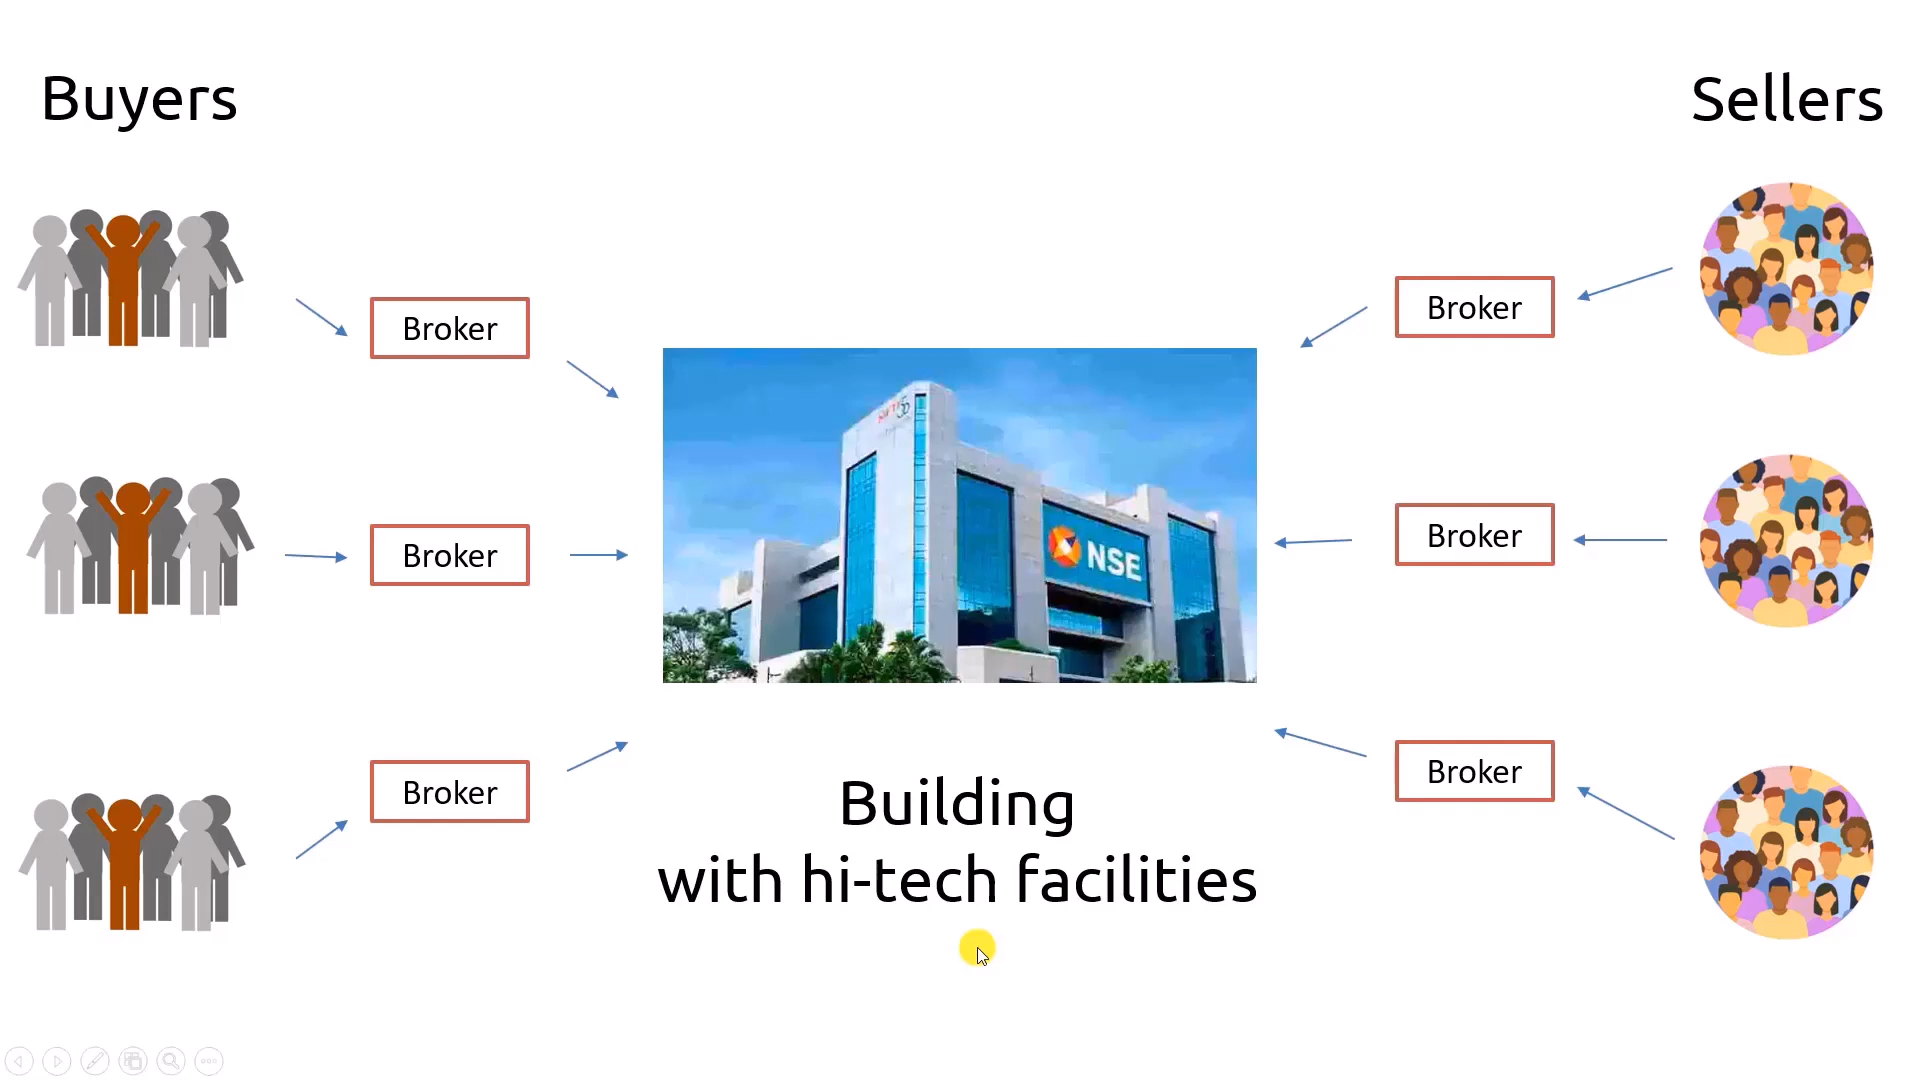 Buyers
Sellers
Broker
Broker
Broker
Broker
Broker
Broker
NSE
Building
with hi-tech facilities